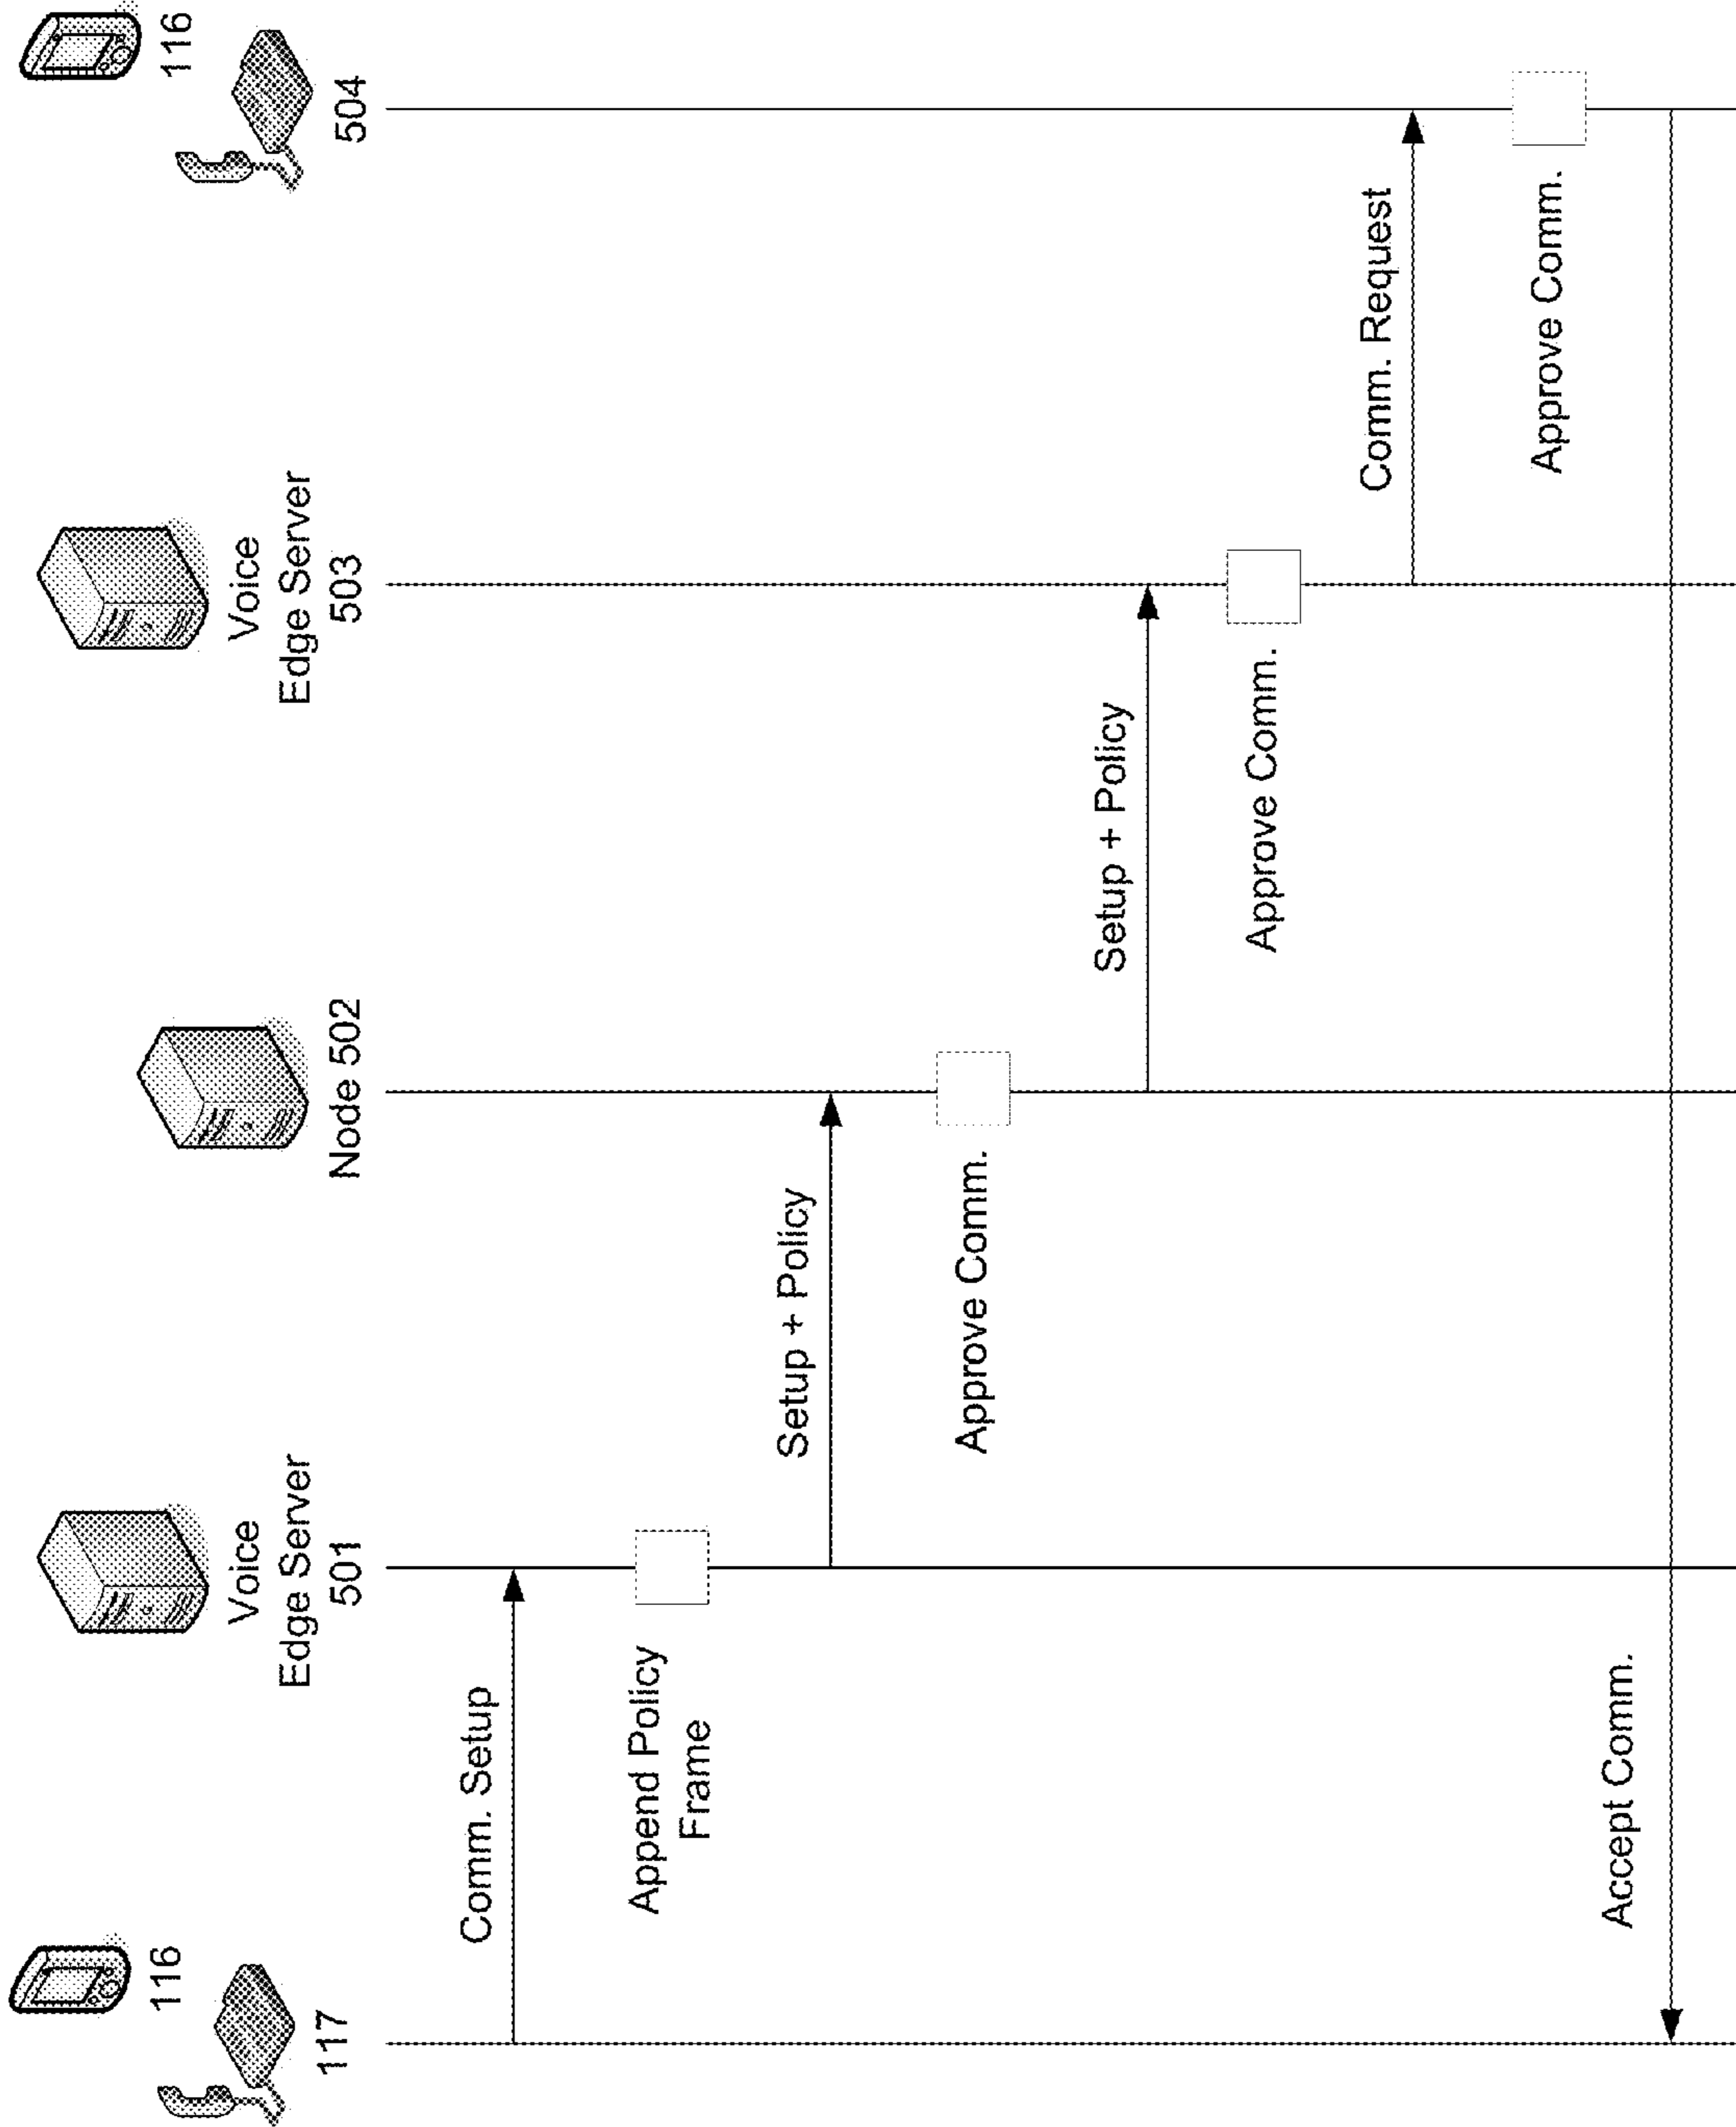 116
117
Voice
Edge Server
501
Node 502
Voice
Edge Server
503
116
504
Comm. Setup
Append Policy
Frame
Setup + Policy
Approve Comm.
Setup + Policy
Approve Comm.
Comm. Request
Approve Comm.
Accept Comm.